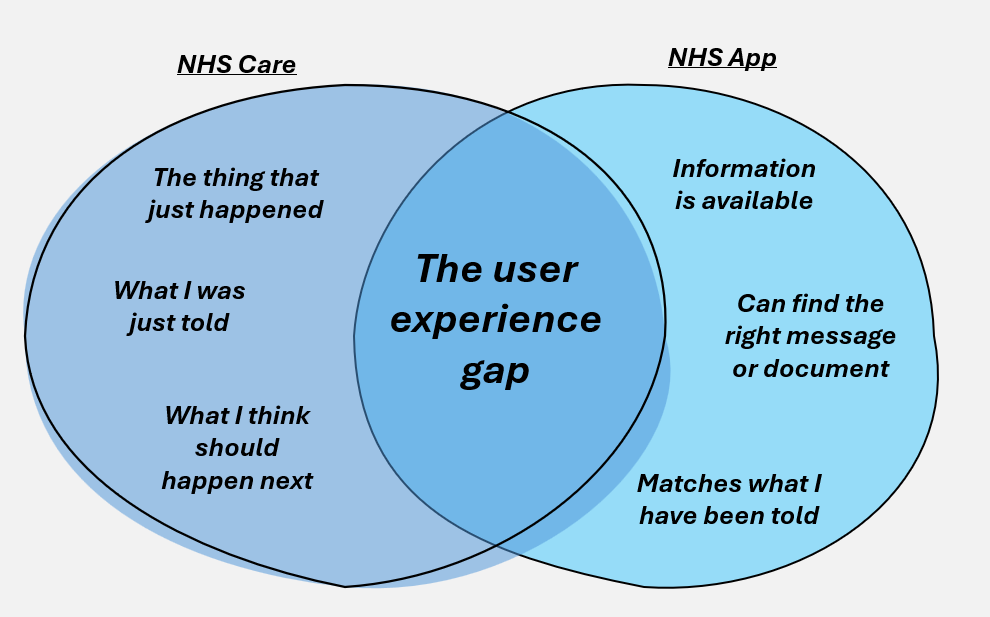 NHS Care
NHS App
The thing that
just happened
What I was
just told
What I think
should
happen next
The user
experience
gap
Information
is available
Can find the
right message
or document
Matches what I
have been told